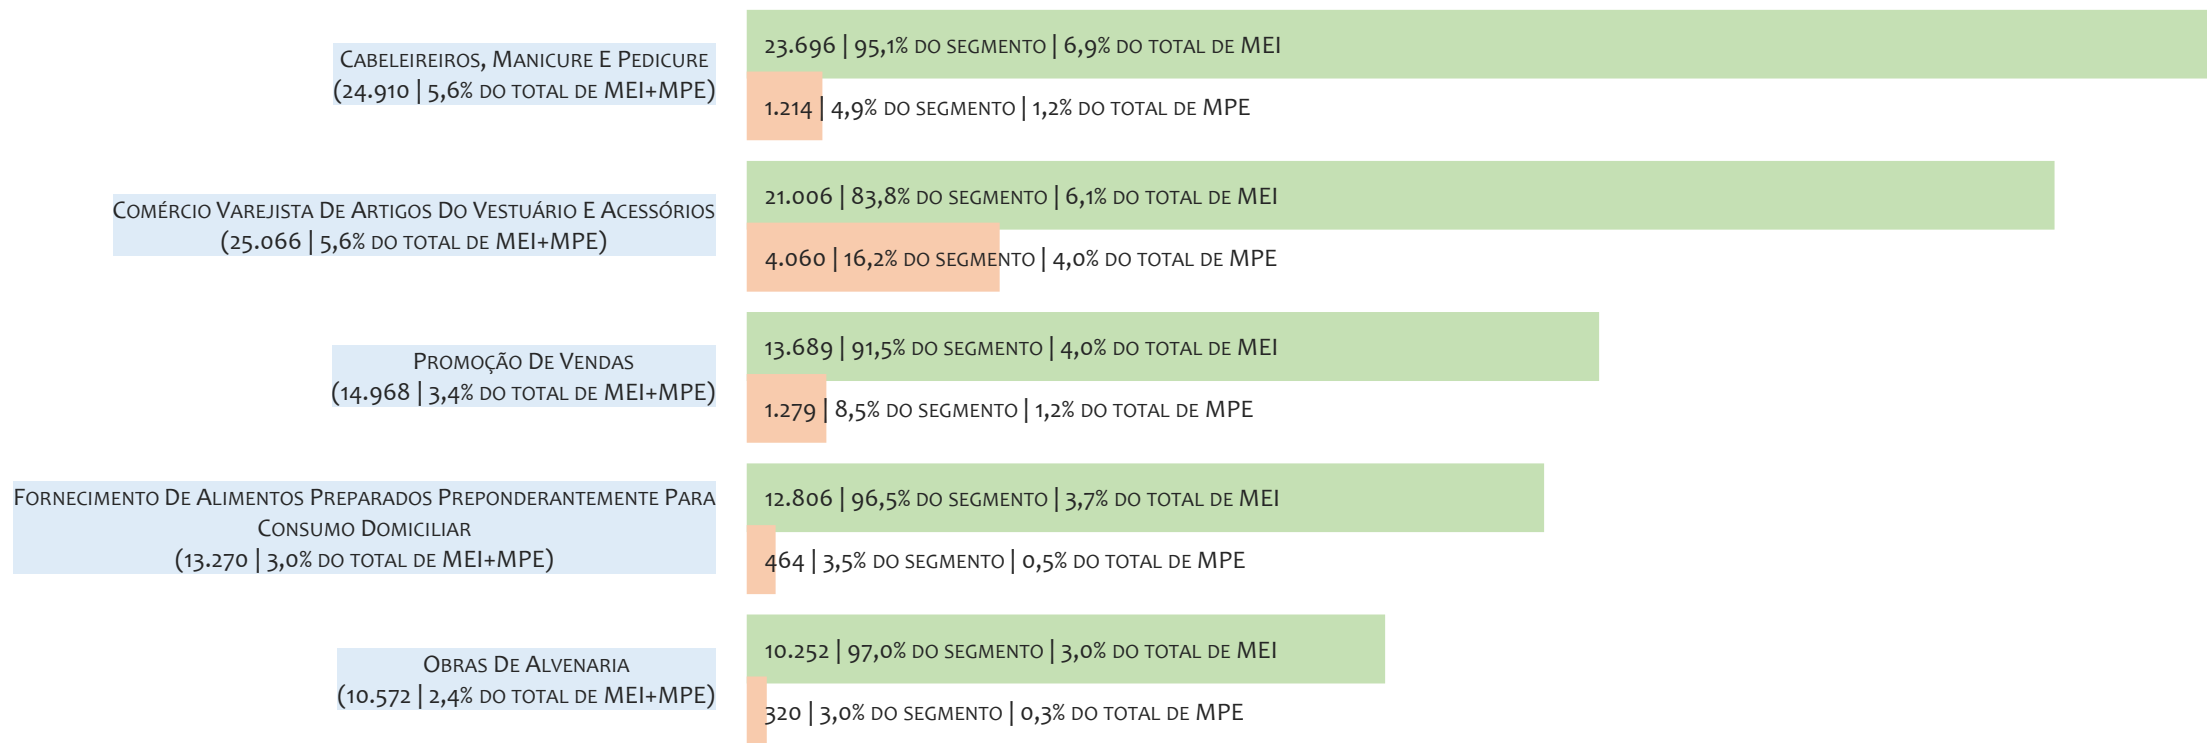 Cabeleireiros, Manicure E Pedicure
(24.910 | 5,6% do total de MEI+MPE)
23.696 | 95,1% do segmento | 6,9% do total de MEI
1.214 | 4,9% do segmento | 1,2% do total de MPE
Comércio Varejista De Artigos Do Vestuário E Acessórios
(25.066 | 5,6% do total de MEI+MPE)
21.006 | 83,8% do segmento | 6,1% do total de MEI
4.060 | 16,2% do segmento | 4,0% do total de MPE
Promoção De Vendas
(14.968 | 3,4% do total de MEI+MPE)
13.689 | 91,5% do segmento | 4,0% do total de MEI
1.279 | 8,5% do segmento | 1,2% do total de MPE
Fornecimento De Alimentos Preparados Preponderantemente Para
Consumo Domiciliar
(13.270 | 3,0% do total de MEI+MPE)
12.806 | 96,5% do segmento | 3,7% do total de MEI
464 | 3,5% do segmento | 0,5% do total de MPE
Obras De Alvenaria
(10.572 | 2,4% do total de MEI+MPE)
10.252 | 97,0% do segmento | 3,0% do total de MEI
320 | 3,0% do segmento | 0,3% do total de MPE